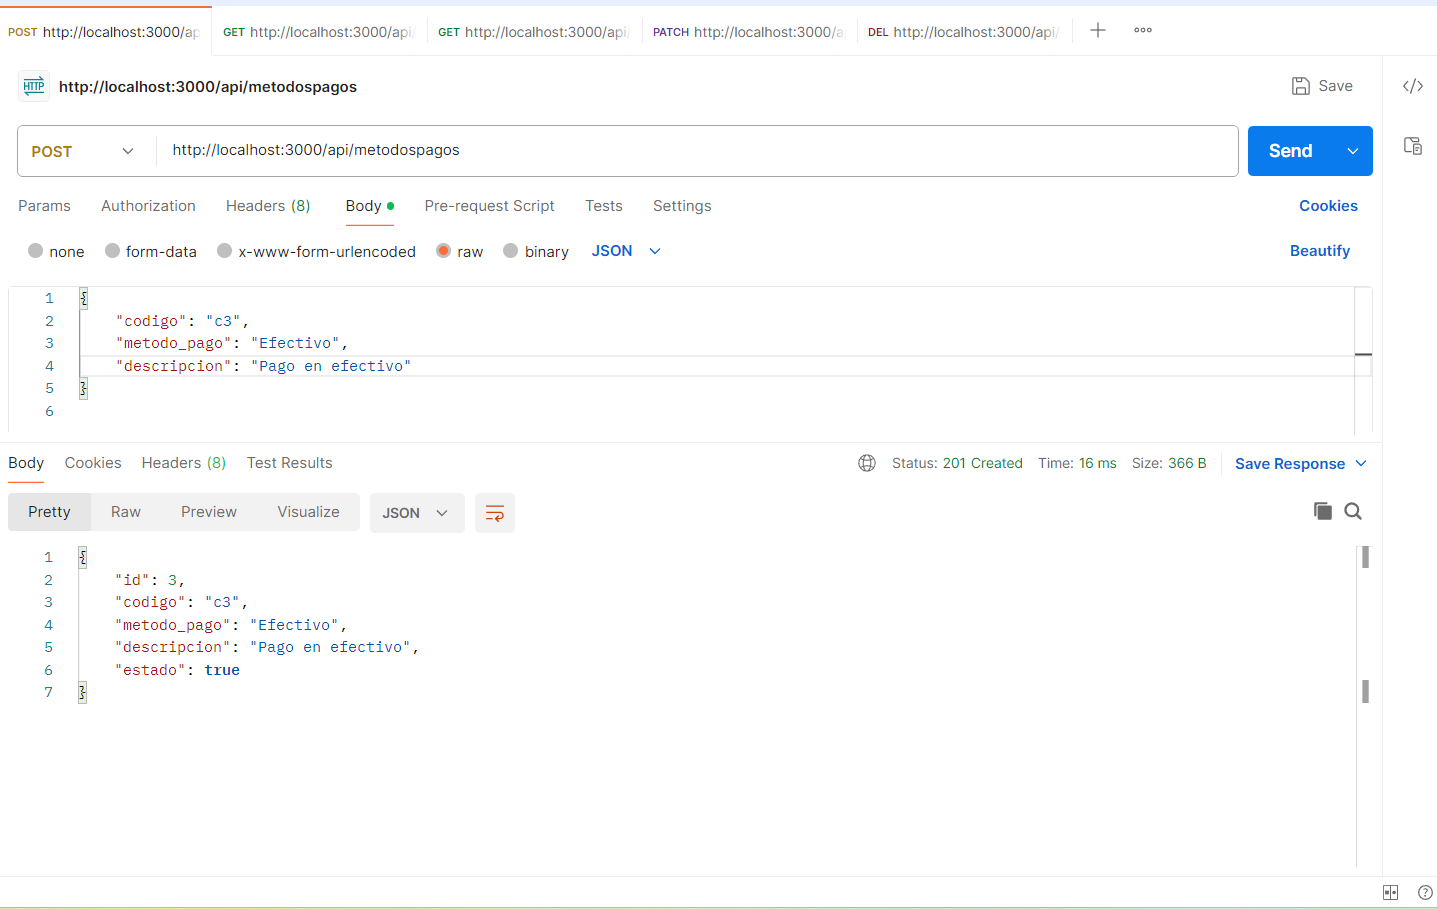 POST http://localhost:3000/ap GET http://localhost:3000/api/ GET http://localhost:3000/api/ PATCH http://localhost:3000/a DEL http://localhost:3000/api/
HTTP http://localhost:3000/api/metodospagos Save
POST http://localhost:3000/api/metodospagos Send
Params Authorization Headers (8) Body Pre-request Script Tests Settings Cookies
none form-data x-www-form-urlencoded raw binary JSON Beautify
1 {
2 "codigo": "c3",
3 "metodo_pago": "Efectivo",
4 "descripcion": "Pago en efectivo"
5 }
6
Body Cookies Headers (8) Test Results Status: 201 Created Time: 16 ms Size: 366 B Save Response
Pretty Raw Preview Visualize JSON
1 {
2 "id": 3,
3 "codigo": "c3",
4 "metodo_pago": "Efectivo",
5 "descripcion": "Pago en efectivo",
6 "estado": true
7 }